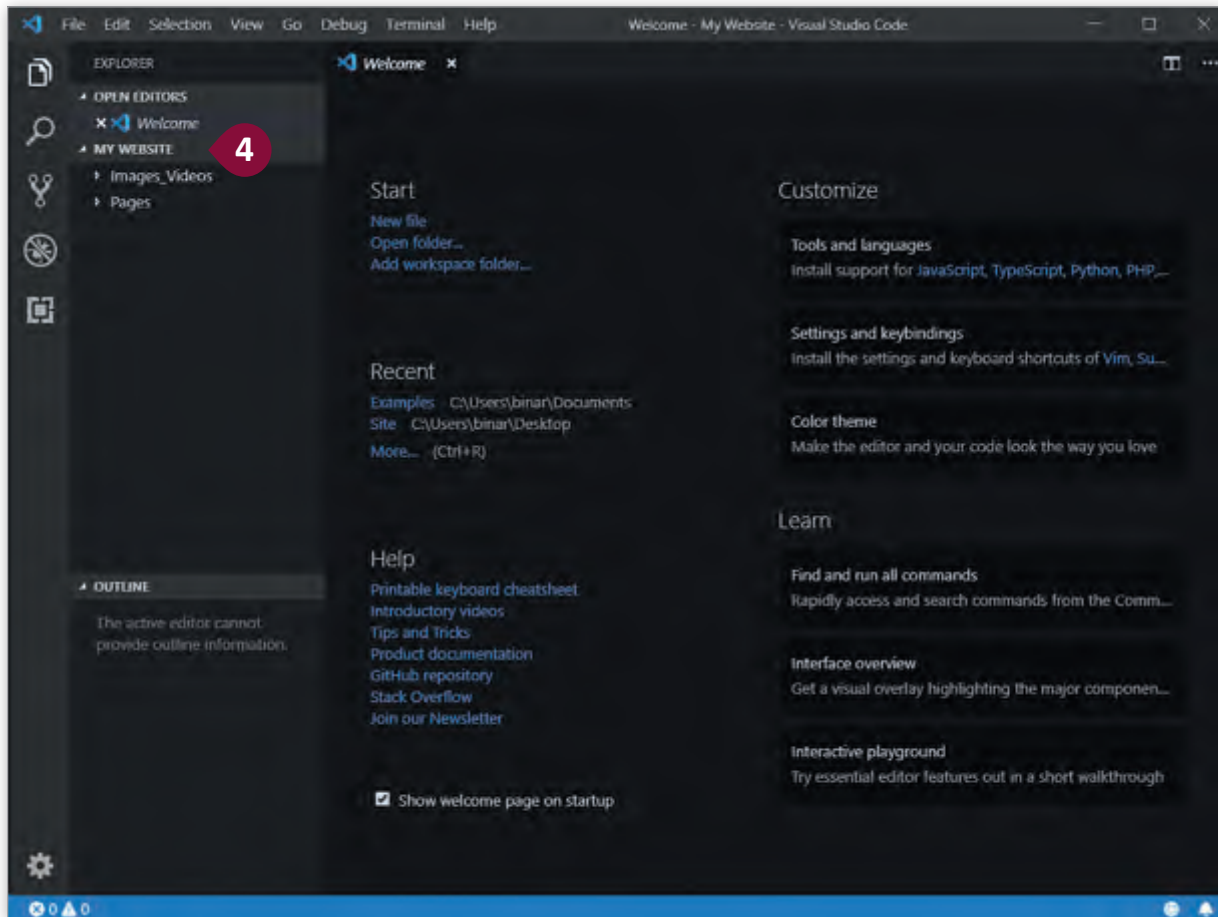 File Edit Selection View Go Debug Terminal Help Welcome - My Website - Visual Studio Code
EXPLORER
OPEN EDITORS
Welcome
MY WEBSITE
4
Images_Videos
Pages
OUTLINE
The active editor cannot
provide outline information.
Welcome
Start
New file
Open folder...
Add workspace folder...
Recent
Examples C:\Users\binar\Documents
Site C:\Users\binar\Desktop
More... (Ctrl+R)
Help
Printable keyboard cheatsheet
Introductory videos
Tips and Tricks
Product documentation
GitHub repository
Stack Overflow
Join our Newsletter
Show welcome page on startup
Customize
Tools and languages
Install support for JavaScript, TypeScript, Python, PHP,...
Settings and keybindings
Install the settings and keyboard shortcuts of Vim, Su...
Color theme
Make the editor and your code look the way you love
Learn
Find and run all commands
Rapidly access and search commands from the Comm...
Interface overview
Get a visual overlay highlighting the major componen...
Interactive playground
Try essential editor features out in a short walkthrough
0 0